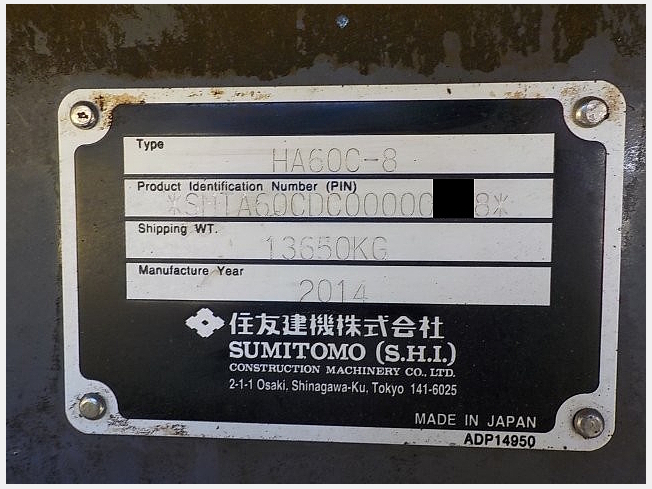 Type
HA60C-8
Product Identification Number (PIN)
Shipping WT.
13650KG
Manufacture Year
2014
住友建機株式会社
SUMITOMO (S.H.I.)
CONSTRUCTION MACHINERY CO., LTD.
2-1-1 Osaki, Shinagawa-Ku, Tokyo 141-6025
MADE IN JAPAN
ADP14950